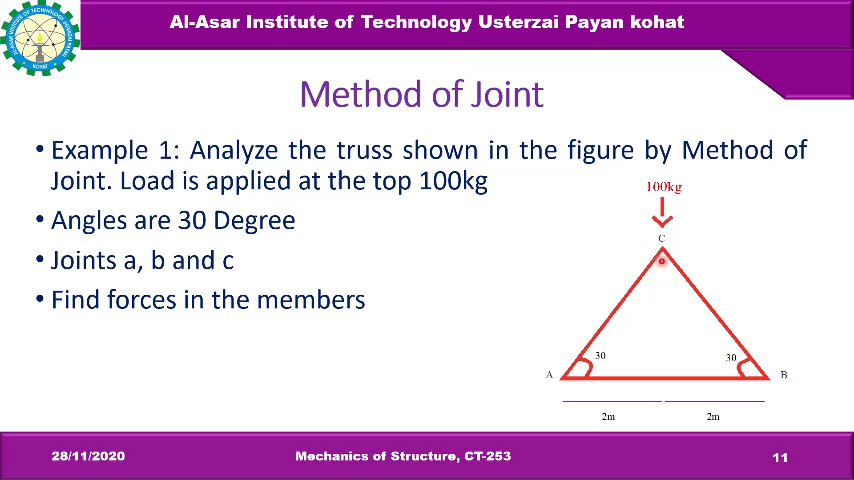 Al-Asar Institute of Technology Usterzai Payan kohat
KOHAT
Method of Joint
• Example 1: Analyze the truss shown in the figure by Method of
Joint. Load is applied at the top 100kg
• Angles are 30 Degree
• Joints a, b and c
• Find forces in the members
100kg
C
30
30
A
B
2m
2m
28/11/2020
Mechanics of Structure, CT-253
11